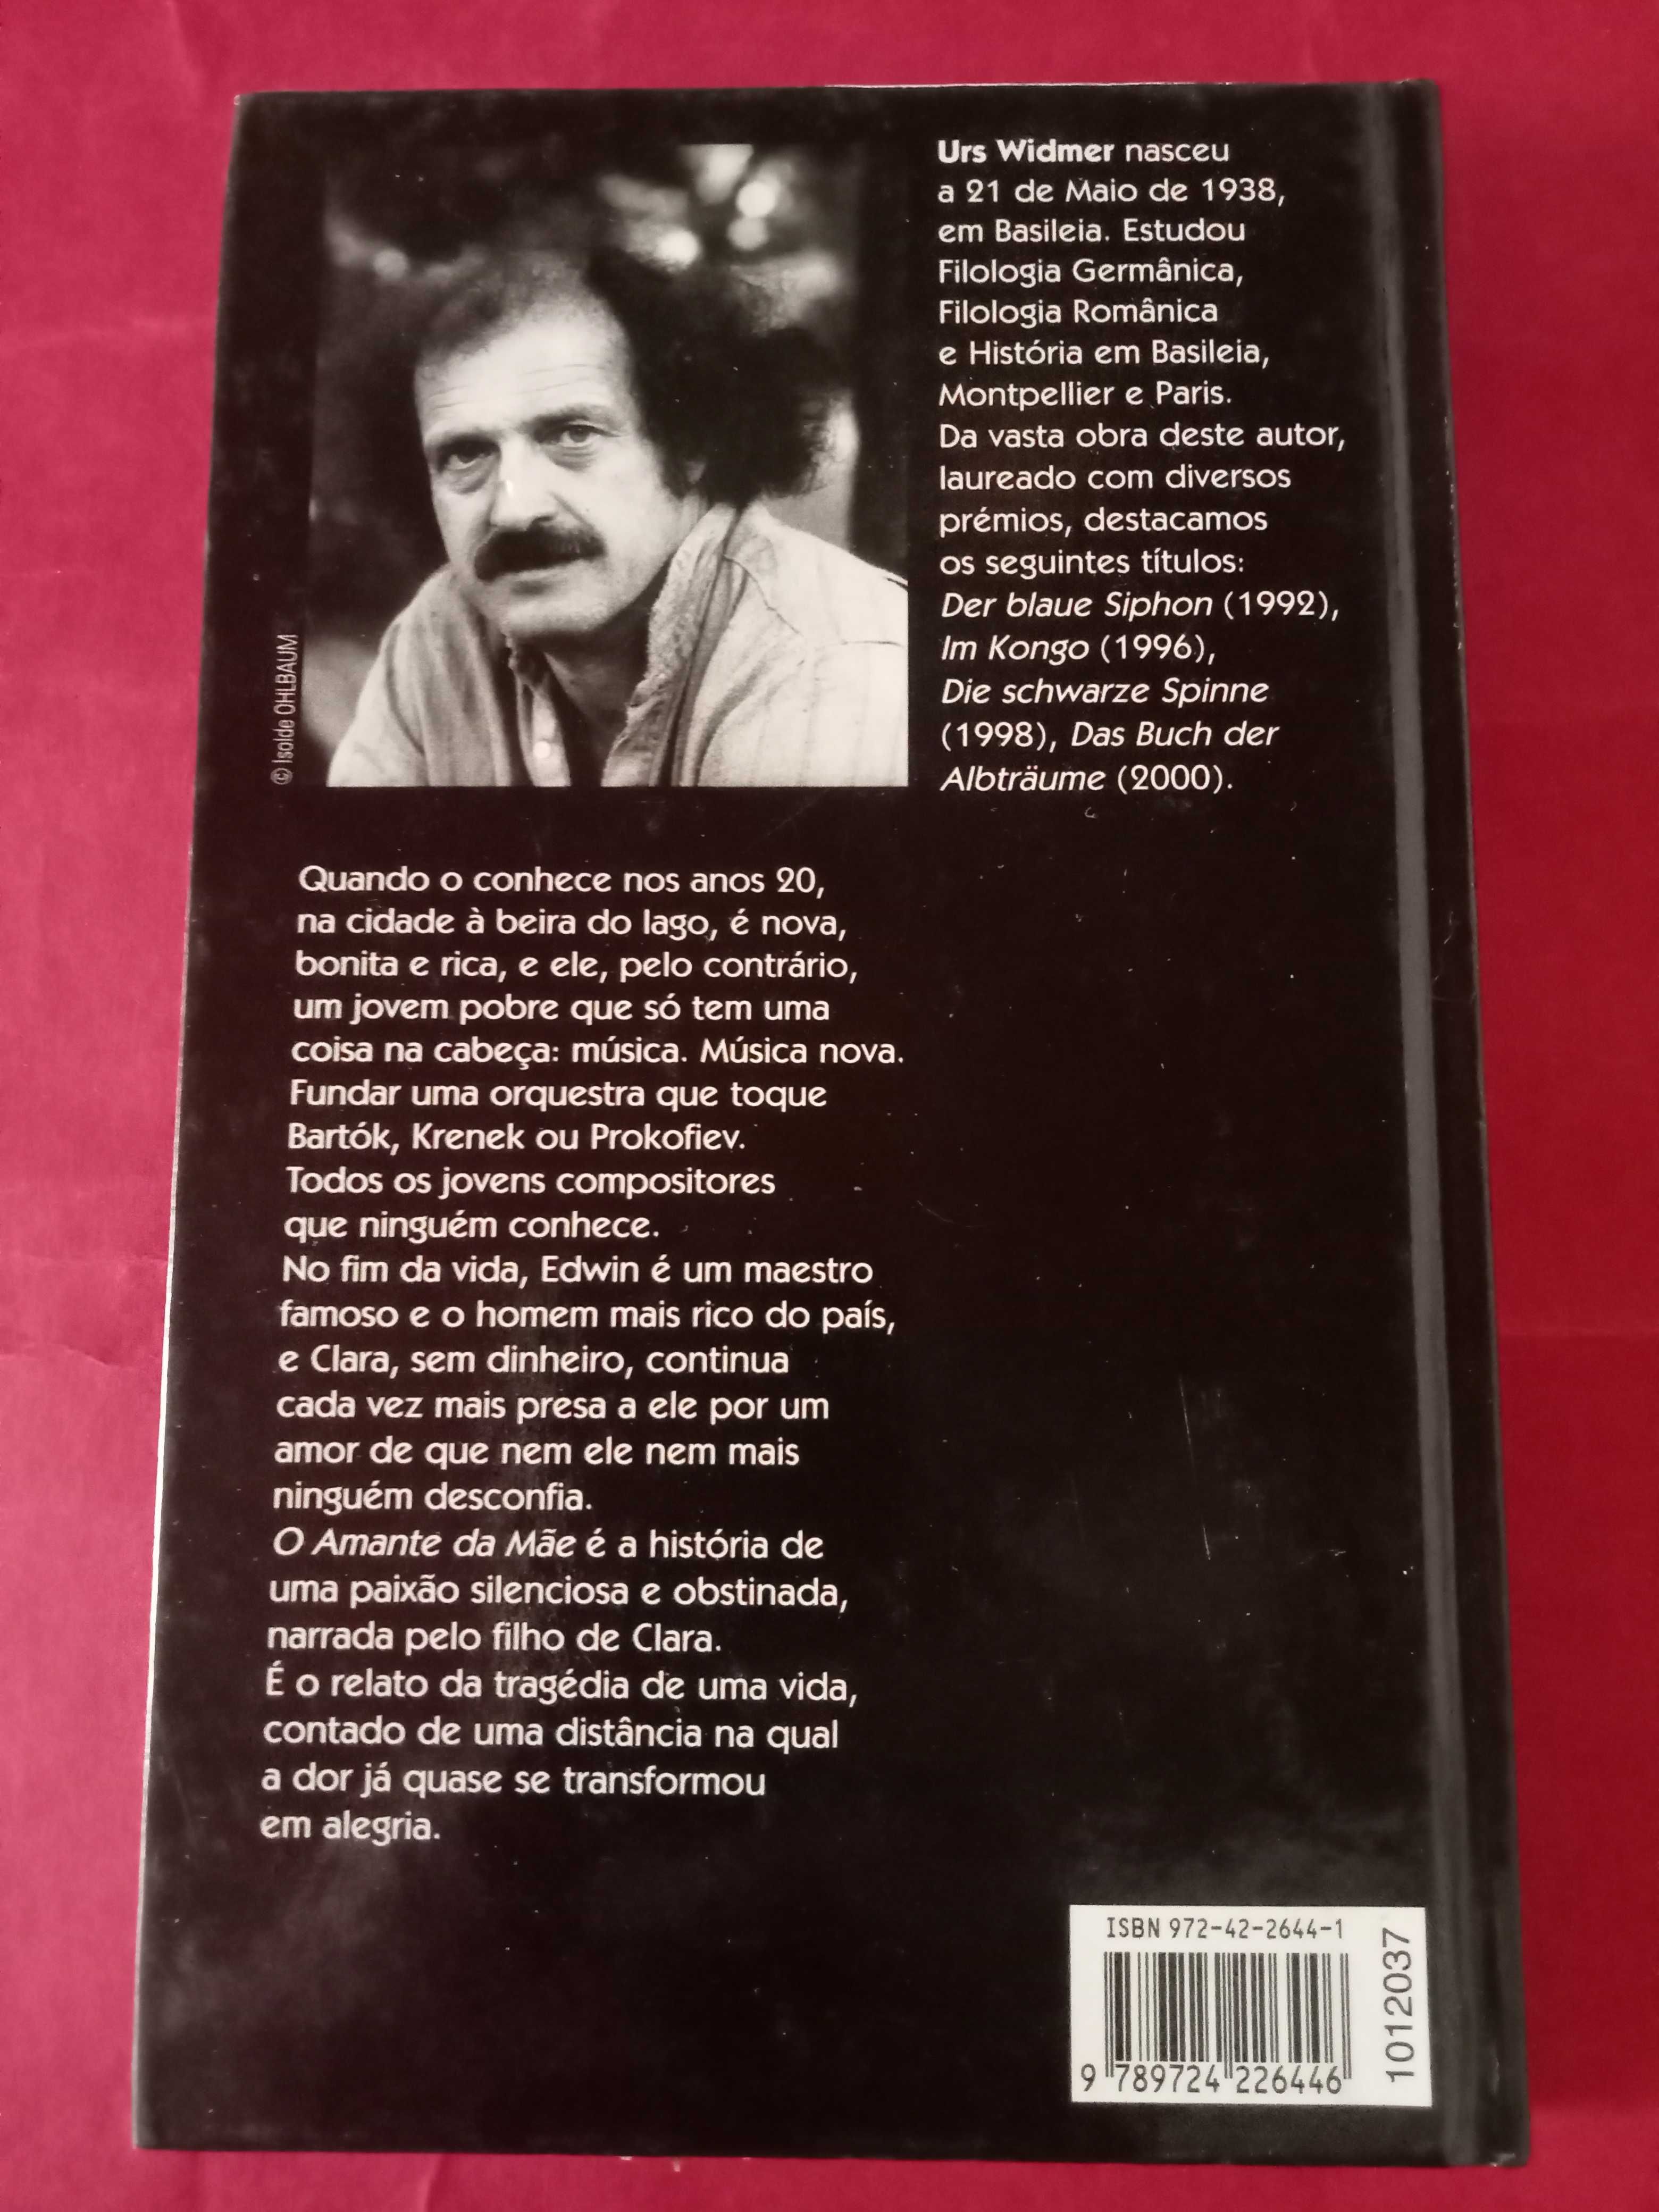 Urs Widmer nasceu
a 21 de Maio de 1938,
em Basileia. Estudou
Filologia Germânica,
Filologia Românica
e História em Basileia,
Montpellier e Paris.
Da vasta obra deste autor,
laureado com diversos
prémios, destacamos
os seguintes títulos:
Der blaue Siphon (1992),
Im Kongo (1996),
Die schwarze Spinne
(1998), Das Buch der
Albträume (2000).
© Isolde OHLBAUM
Quando o conhece nos anos 20,
na cidade à beira do lago, é nova,
bonita e rica, e ele, pelo contrário,
um jovem pobre que só tem uma
coisa na cabeça: música. Música nova.
Fundar uma orquestra que toque
Bartók, Krenek ou Prokofiev.
Todos os jovens compositores
que ninguém conhece.
No fim da vida, Edwin é um maestro
famoso e o homem mais rico do país,
e Clara, sem dinheiro, continua
cada vez mais presa a ele por um
amor de que nem ele nem mais
ninguém desconfia.
O Amante da Mãe é a história de
uma paixão silenciosa e obstinada,
narrada pelo filho de Clara.
É o relato da tragédia de uma vida,
contado de uma distância na qual
a dor já quase se transformou
em alegria.
ISBN 972-42-2644-1
9 789724 226446
1012037